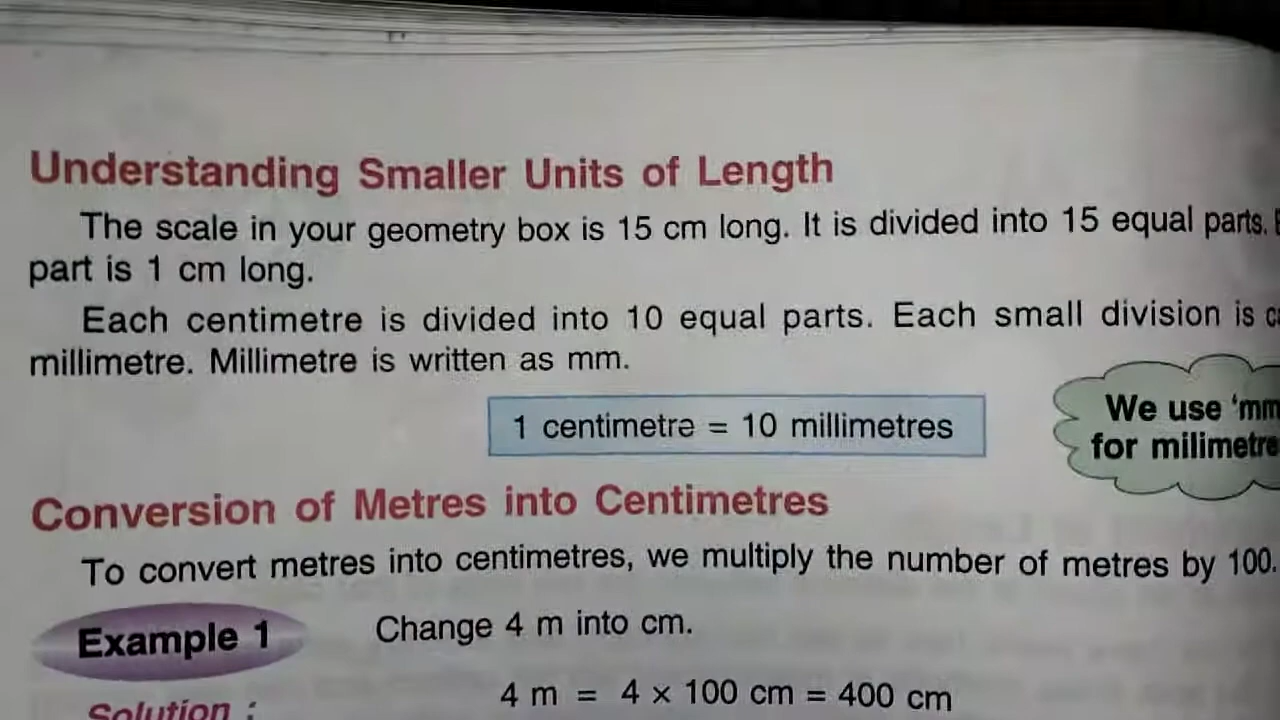 Understanding Smaller Units of Length
The scale in your geometry box is 15 cm long. It is divided into 15 equal parts.
part is 1 cm long.
Each centimetre is divided into 10 equal parts. Each small division is
millimetre. Millimetre is written as mm.
1 centimetre = 10 millimetres
We use 'mm
for milimetre
Conversion of Metres into Centimetres
To convert metres into centimetres, we multiply the number of metres by 100.
Example 1 Change 4 m into cm.
Solution : 4 m = 4 × 100 cm = 400 cm